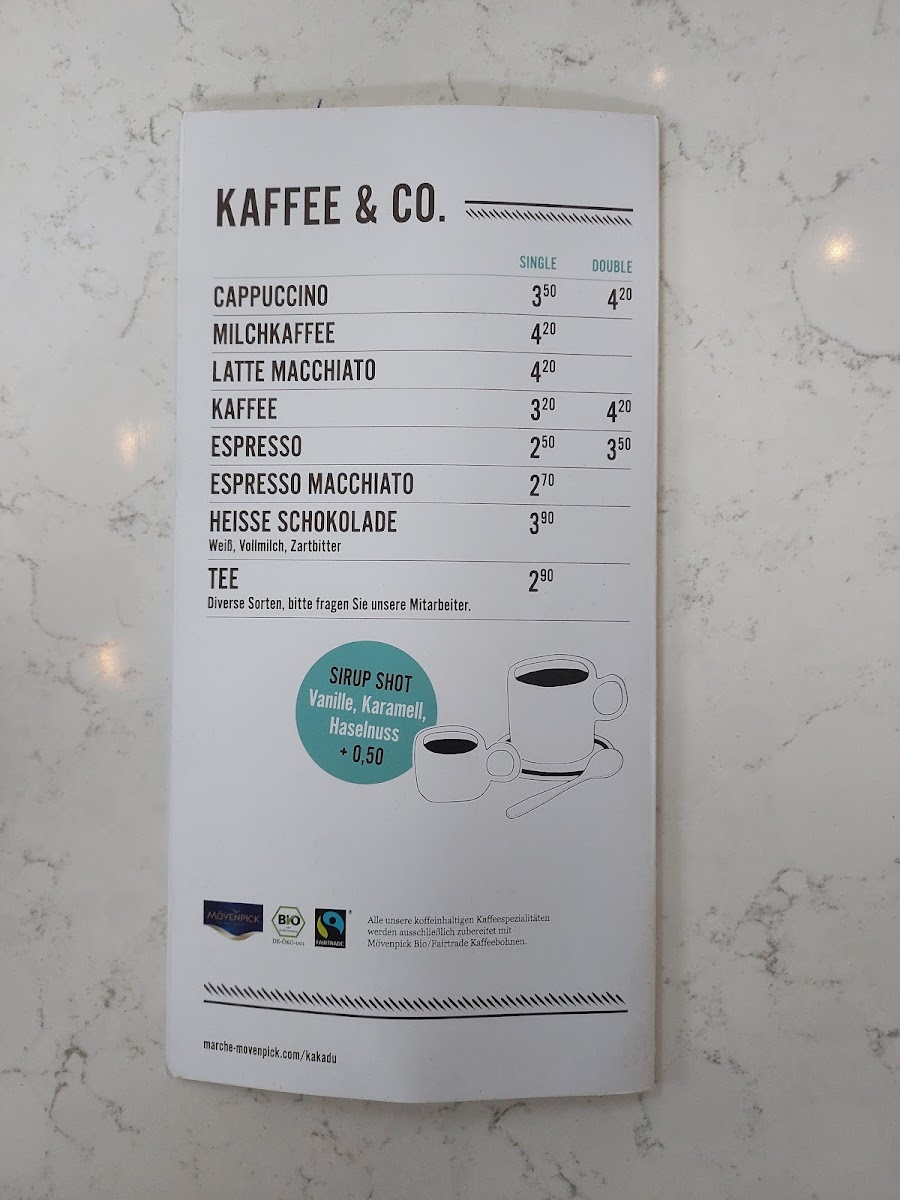 KAFFEE & CO.
SINGLE DOUBLE
CAPPUCCINO 3⁵⁰ 4²⁰
MILCHKAFFEE 4²⁰
LATTE MACCHIATO 4²⁰
KAFFEE 3²⁰ 4²⁰
ESPRESSO 2⁵⁰ 3⁵⁰
ESPRESSO MACCHIATO 2⁷⁰
HEISSE SCHOKOLADE 3⁹⁰
Weiß, Vollmilch, Zartbitter
TEE 2⁹⁰
Diverse Sorten, bitte fragen Sie unsere Mitarbeiter.
SIRUP SHOT
Vanille, Karamell,
Haselnuss
+ 0,50
MÖVENPICK
BIO
DE-ÖKO-001
FAIRTRADE
Alle unsere koffeinhaltigen Kaffeespezialitäten
werden ausschließlich zubereitet mit
Mövenpick Bio/Fairtrade Kaffeebohnen.
marche-movenpick.com/kakadu